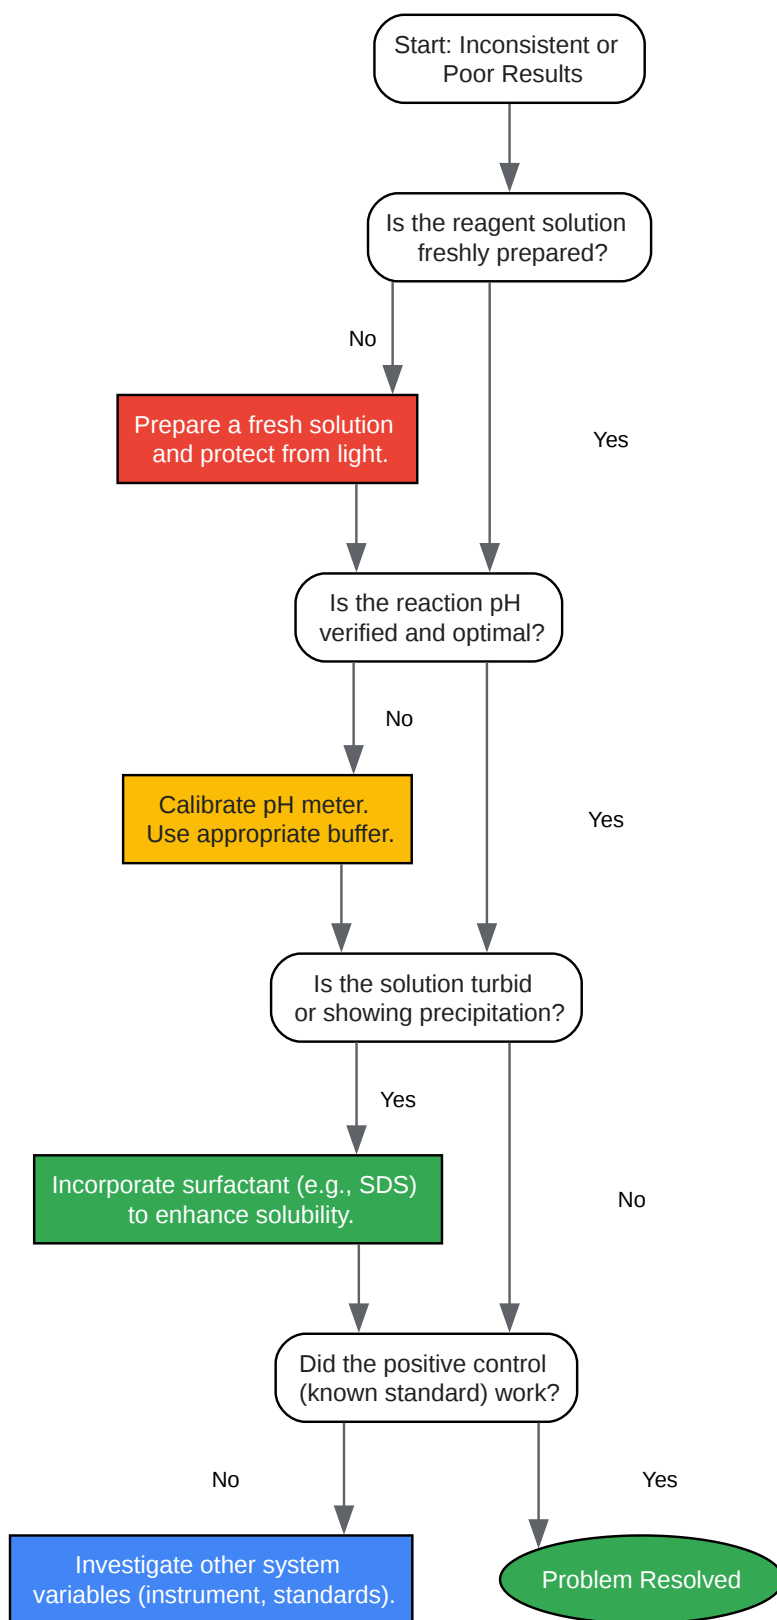 Start: Inconsistent or
Poor Results
Is the reagent solution
freshly prepared?
No
Prepare a fresh solution
and protect from light.
Yes
Is the reaction pH
verified and optimal?
No
Calibrate pH meter.
Use appropriate buffer.
Yes
Is the solution turbid
or showing precipitation?
Yes
Incorporate surfactant (e.g., SDS)
to enhance solubility.
No
Did the positive control
(known standard) work?
No
Yes
Investigate other system
variables (instrument, standards).
Problem Resolved